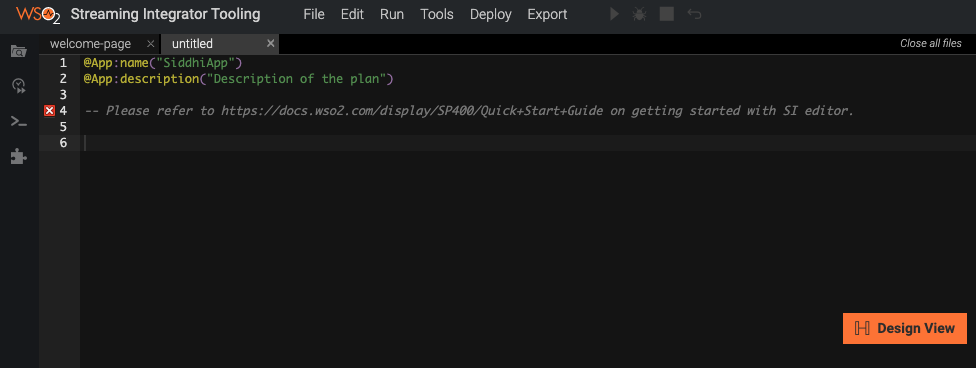 WSO2 Streaming Integrator Tooling File Edit Run Tools Deploy Export
welcome-page × untitled × Close all files
1 @App:name("SiddhiApp")
2 @App:description("Description of the plan")
3
4 -- Please refer to https://docs.wso2.com/display/SP400/Quick+Start+Guide on getting started with SI editor.
5
6
Design View